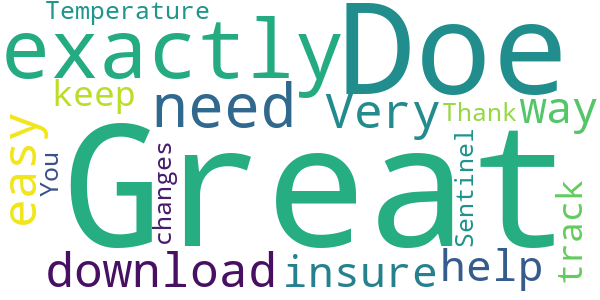 Temperature
exactly
Doe
keep
need
Very
Thank
way
easy
You
Great
changes
Sentinel
track
download
insure
help